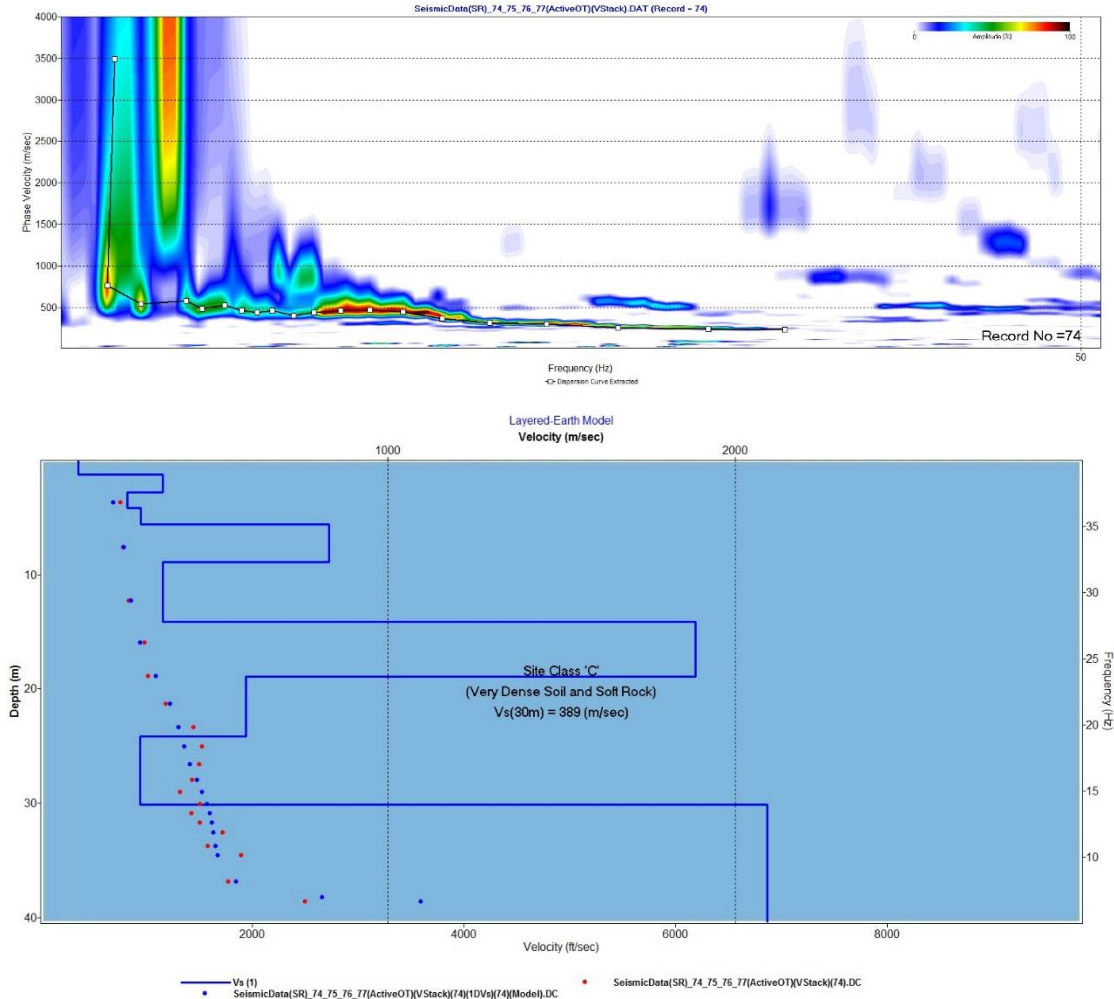 SeismicData(SR)_74_75_76_77(ActiveOT)(VStack).DAT (Record = 74)
4000
3500
3000
2500
2000
1500
1000
500
Phase Velocity (m/sec)
0 100
Record No.=74
50
Frequency (Hz)
Dispersion Curve Extracted
Layered-Earth Model
Velocity (m/sec)
1000 2000
10
20
30
40
Depth (m)
Site Class 'C'
(Very Dense Soil and Soft Rock)
Vs(30m) = 389 (m/sec)
35
30
25
20
15
10
Frequency (Hz)
2000 4000 6000 8000
Velocity (ft/sec)
Vs (1)
SeismicData(SR)_74_75_76_77(ActiveOT)(VStack)(74).DC
SeismicData(SR)_74_75_76_77(ActiveOT)(VStack)(74)(1DVs)(74)(Model).DC